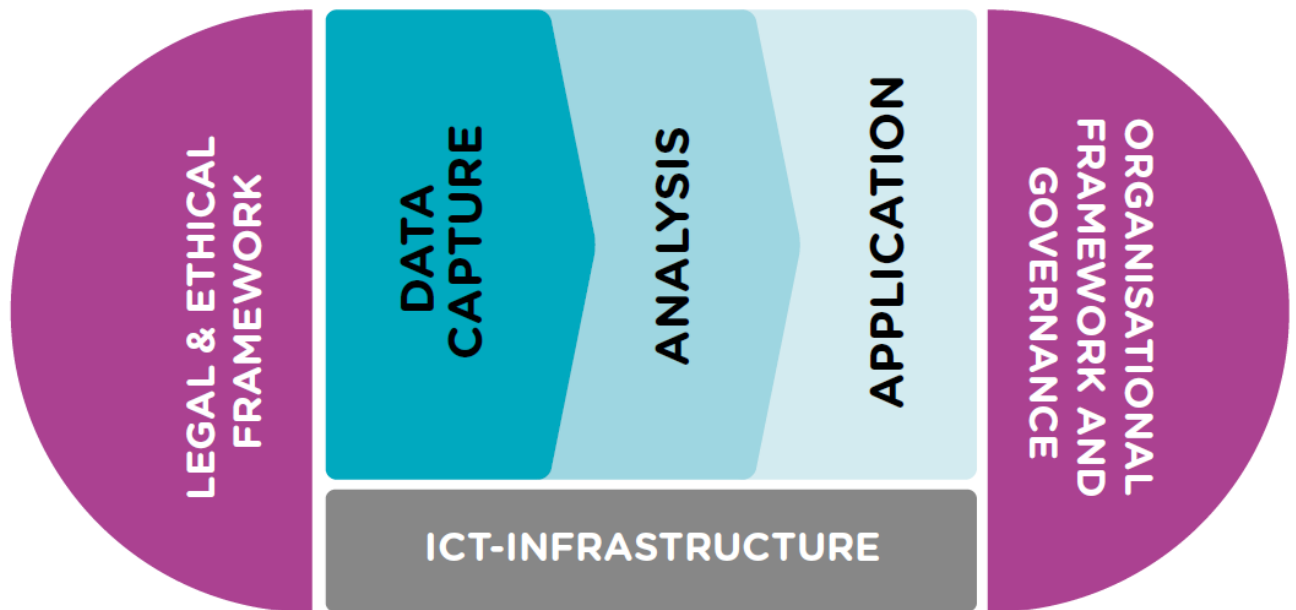 LEGAL & ETHICAL
FRAMEWORK
DATA
CAPTURE
ANALYSIS
APPLICATION
ORGANISATIONAL
FRAMEWORK AND
GOVERNANCE
ICT-INFRASTRUCTURE